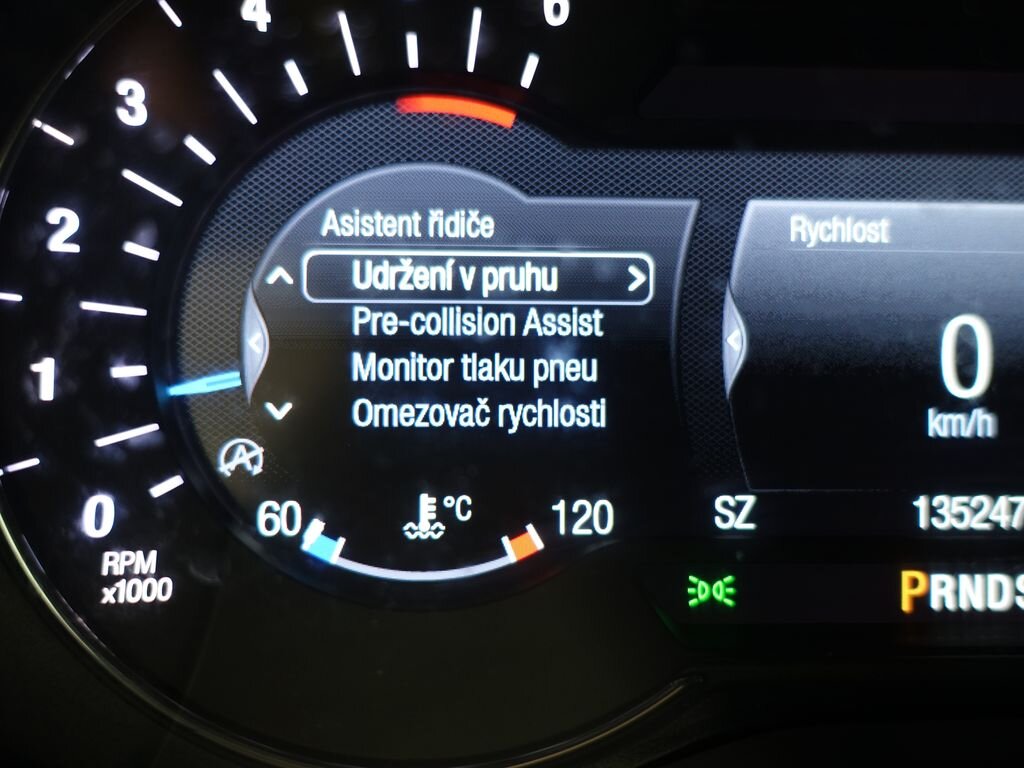 4
6
3
2
1
0
RPM
x1000
Asistent řidiče
Udržení v pruhu
Pre-collision Assist
Monitor tlaku pneu
Omezovač rychlosti
A
60
°C
120
Rychlost
0
km/h
SZ
135247
PRNDS